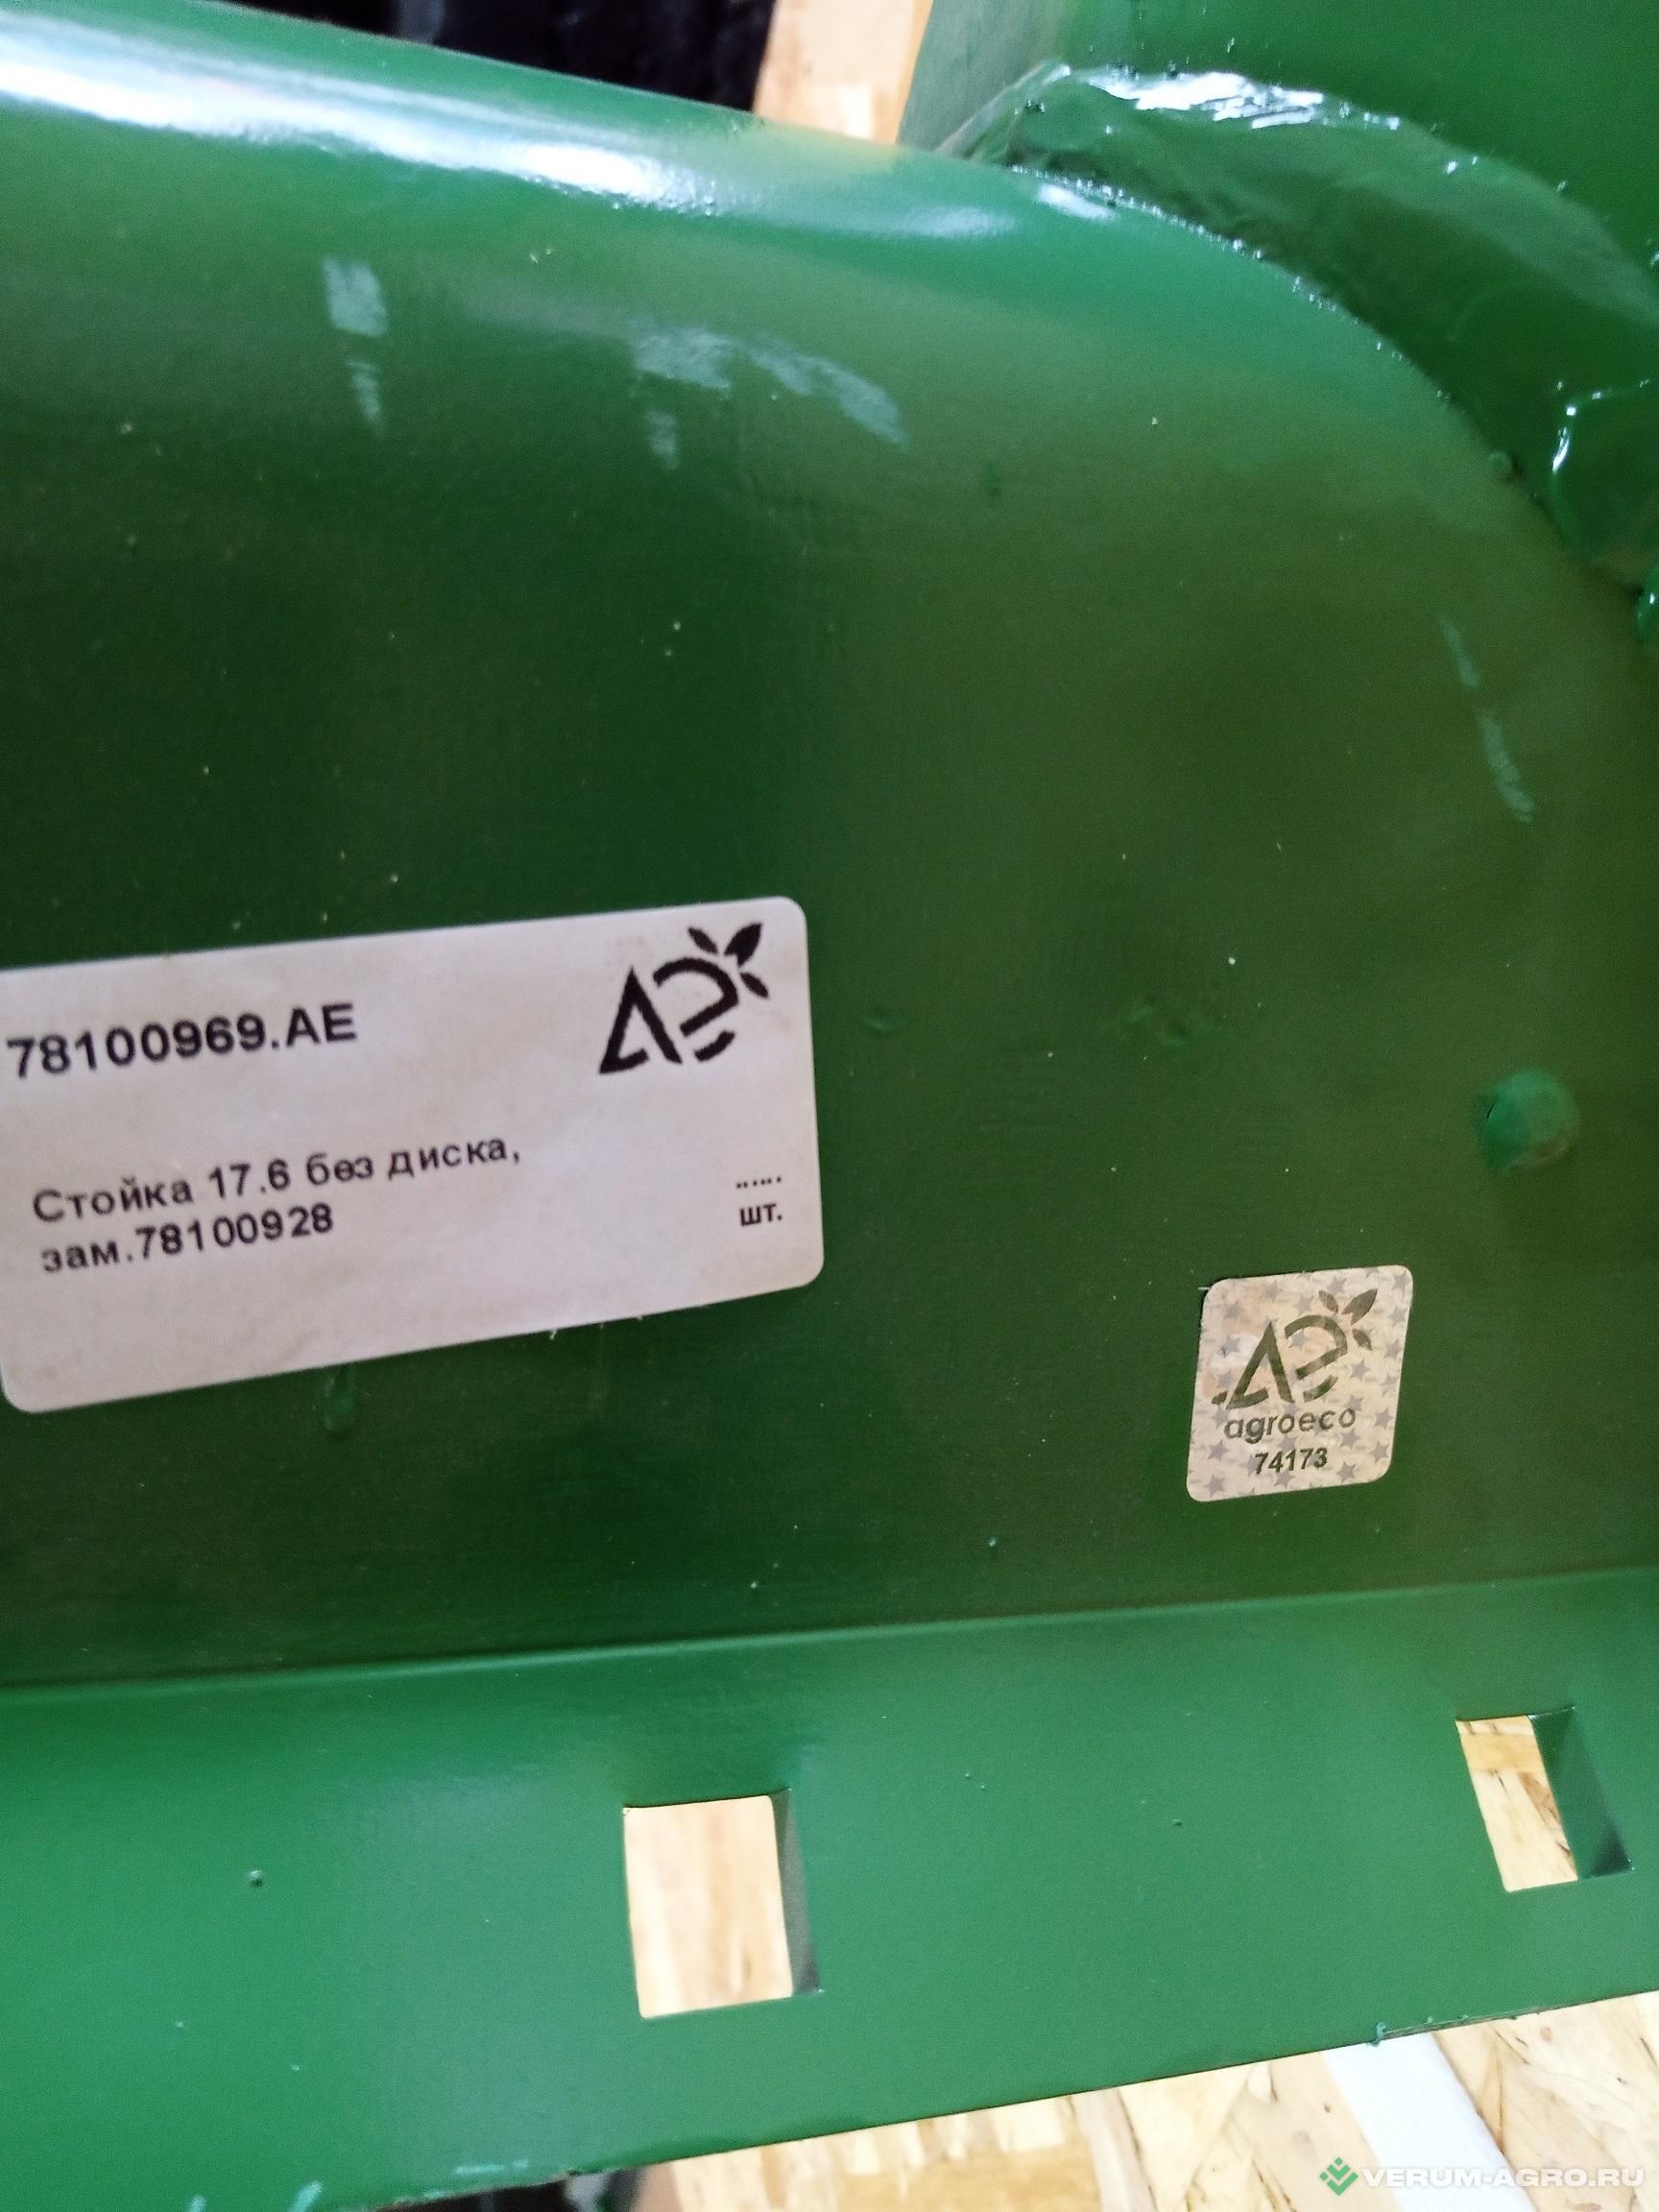 78100969.AE
Стойка 17.6 без диска,
зам.78100928
......
шт.
agroeco
74173
VERUM-AGRO.RU